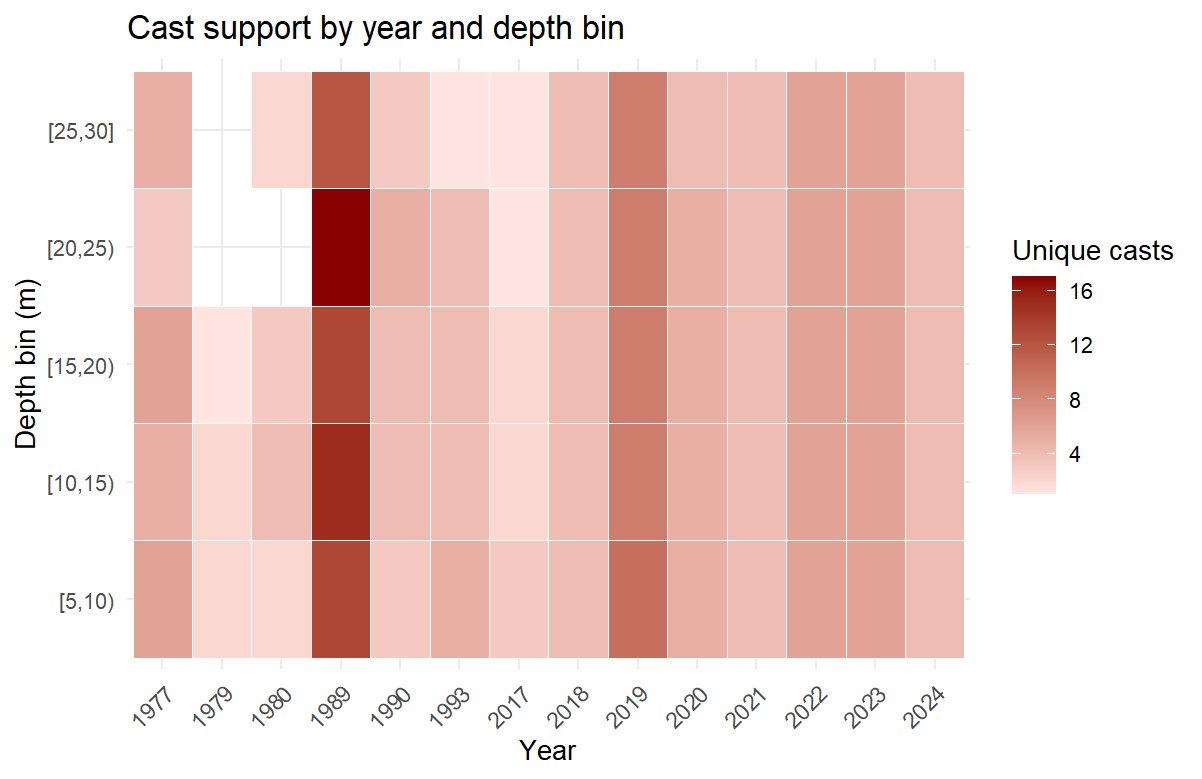 Cast support by year and depth bin
Depth bin (m)
[25,30]
[20,25)
[15,20)
[10,15)
[5,10)
1977 1979 1980 1989 1990 1993 2017 2018 2019 2020 2021 2022 2023 2024
Year
Unique casts
16
12
8
4